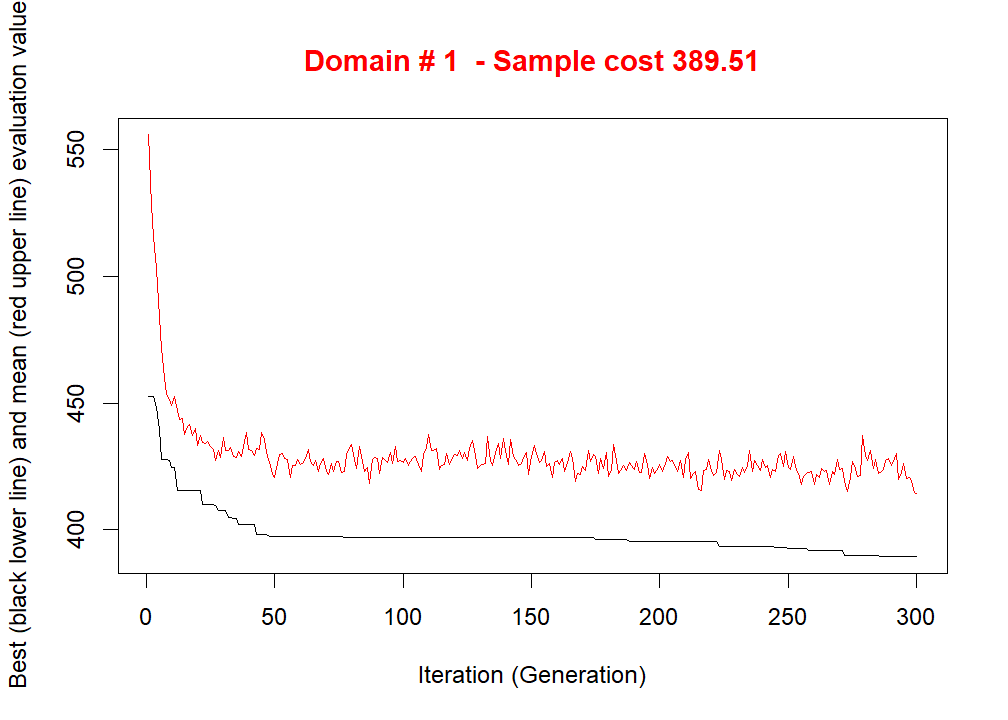 Domain # 1  - Sample cost 389.51
Best (black lower line) and mean (red upper line) evaluation value
550
500
450
400
0 50 100 150 200 250 300
Iteration (Generation)